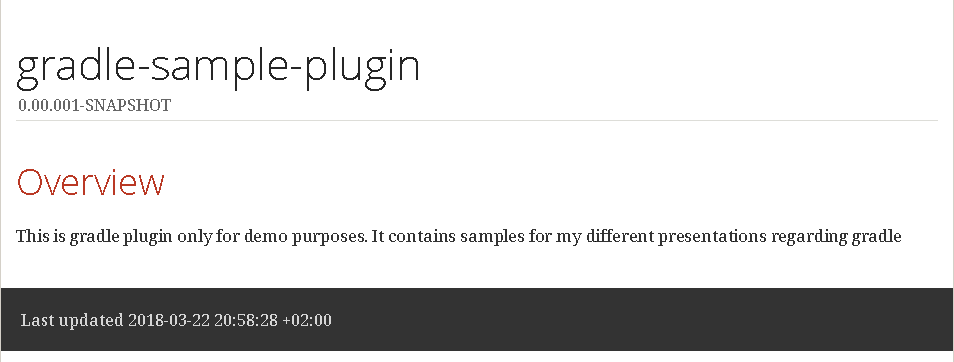 gradle-sample-plugin
0.00.001-SNAPSHOT
Overview
This is gradle plugin only for demo purposes. It contains samples for my different presentations regarding gradle
Last updated 2018-03-22 20:58:28 +02:00